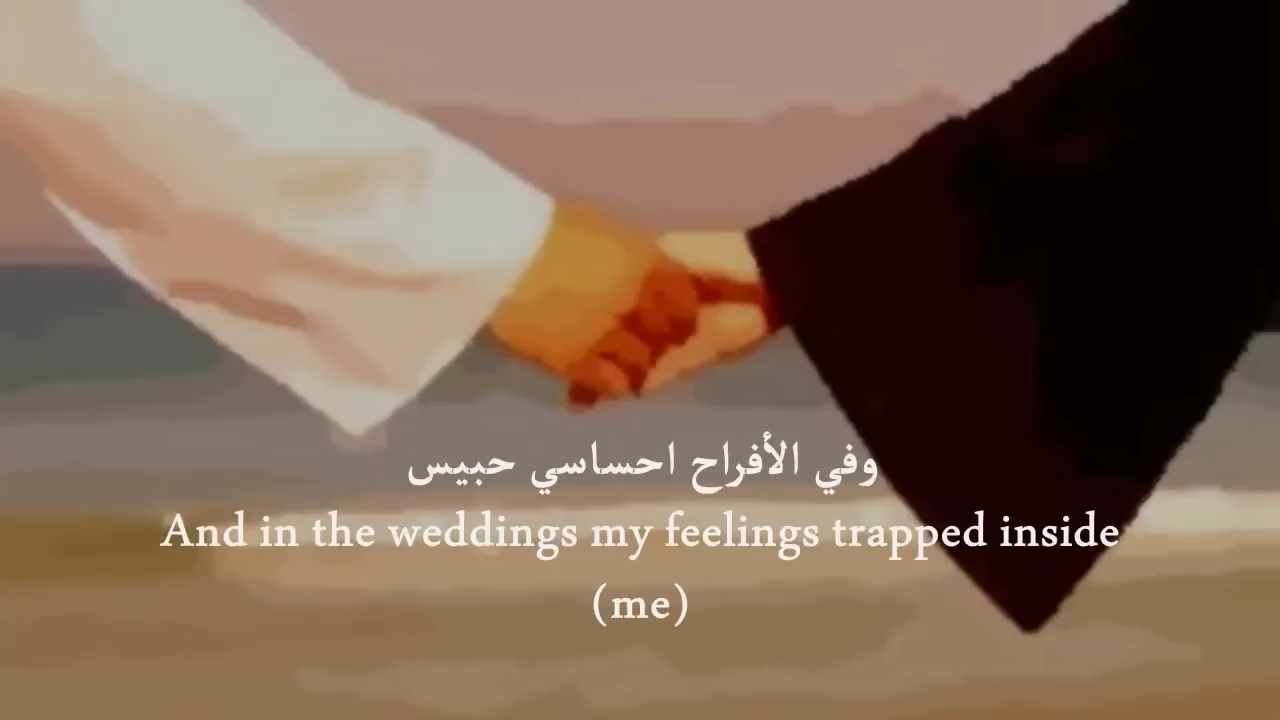 وفي الأفراح احساسي حبيس
And in the weddings my feelings trapped inside
(me)